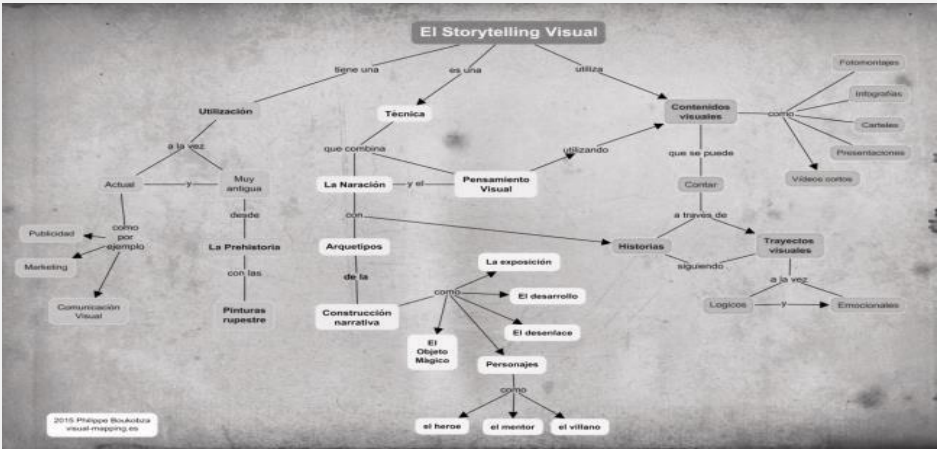 El Storytelling Visual
tiene una
es una
utiliza
Utilización
Técnica
Contenidos
visuales
como
Fotomontajes
Infografías
Carteles
Presentaciones
Vídeos cortos
a la vez
que combina
utilizando
que se puede
Actual
y
Muy
antigua
La Naración
y el
Pensamiento
Visual
Contar
como
por
ejemplo
desde
con
a través de
Publicidad
Marketing
Comunicación
Visual
La Prehistoria
con las
Pinturas
rupestre
Arquetipos
de la
Construcción
narrativa
Historias
siguiendo
Trayectos
visuales
a la vez
Logicos
y
Emocionales
como
La exposición
El desarrollo
El desenlace
El
Objeto
Mágico
Personajes
como
el heroe
el mentor
el villano
2015 Philippe Boukobza
visual-mapping.es